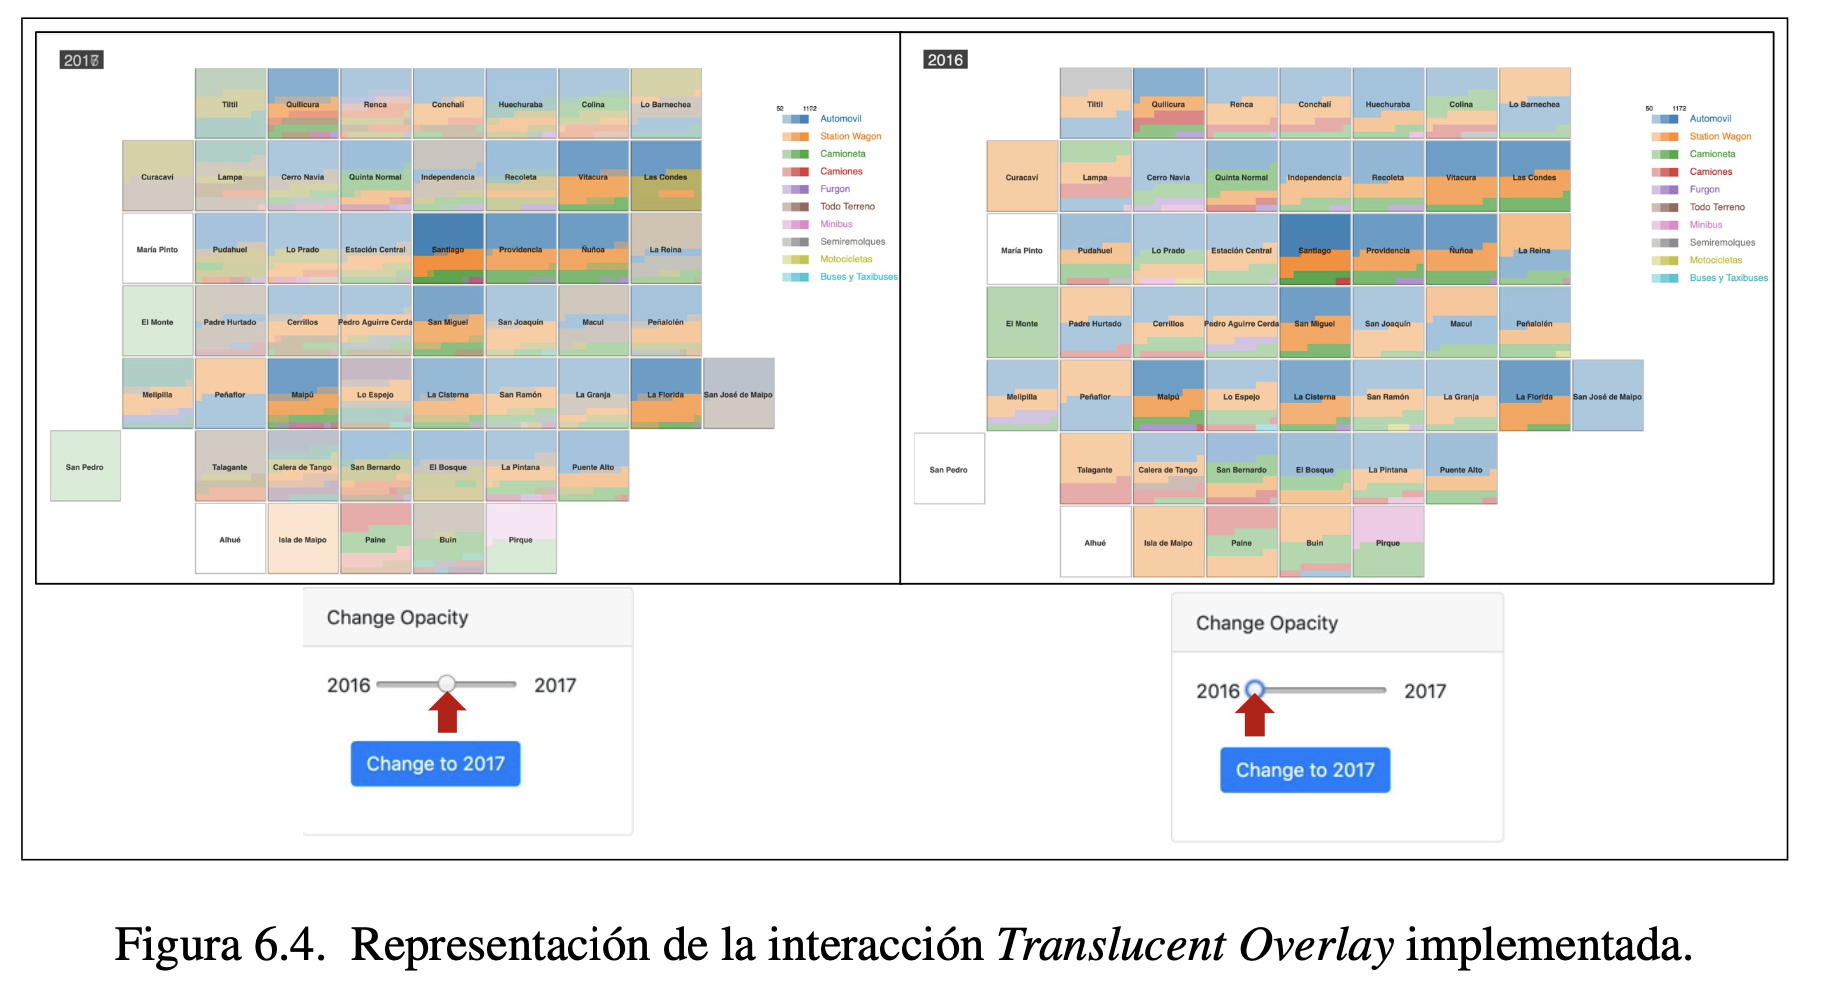 Tiltil Quilicura Renca Conchalí Huechuraba Colina Lo Barnechea
Curacaví Lampa Cerro Navia Quinta Normal Independencia Recoleta Vitacura Las Condes
María Pinto Pudahuel Lo Prado Estación Central Santiago Providencia Ñuñoa La Reina
El Monte Padre Hurtado Cerrillos Pedro Aguirre Cerda San Miguel San Joaquín Macul Peñalolén
Melipilla Peñaflor Maipú Lo Espejo La Cisterna San Ramón La Granja La Florida San José de Maipo
San Pedro Talagante Calera de Tango San Bernardo El Bosque La Pintana Puente Alto
Alhué Isla de Maipo Paine Buin Pirque
52 1172
Automovil
Station Wagon
Camioneta
Camiones
Furgon
Todo Terreno
Minibus
Semiremolques
Motocicletas
Buses y Taxibuses
2016
Tiltil Quilicura Renca Conchalí Huechuraba Colina Lo Barnechea
Curacaví Lampa Cerro Navia Quinta Normal Independencia Recoleta Vitacura Las Condes
María Pinto Pudahuel Lo Prado Estación Central Santiago Providencia Ñuñoa La Reina
El Monte Padre Hurtado Cerrillos Pedro Aguirre Cerda San Miguel San Joaquín Macul Peñalolén
Melipilla Peñaflor Maipú Lo Espejo La Cisterna San Ramón La Granja La Florida San José de Maipo
San Pedro Talagante Calera de Tango San Bernardo El Bosque La Pintana Puente Alto
Alhué Isla de Maipo Paine Buin Pirque
50 1172
Automovil
Station Wagon
Camioneta
Camiones
Furgon
Todo Terreno
Minibus
Semiremolques
Motocicletas
Buses y Taxibuses
Change Opacity
2016 2017
Change to 2017
Change Opacity
2016 2017
Change to 2017
Figura 6.4. Representación de la interacción Translucent Overlay implementada.